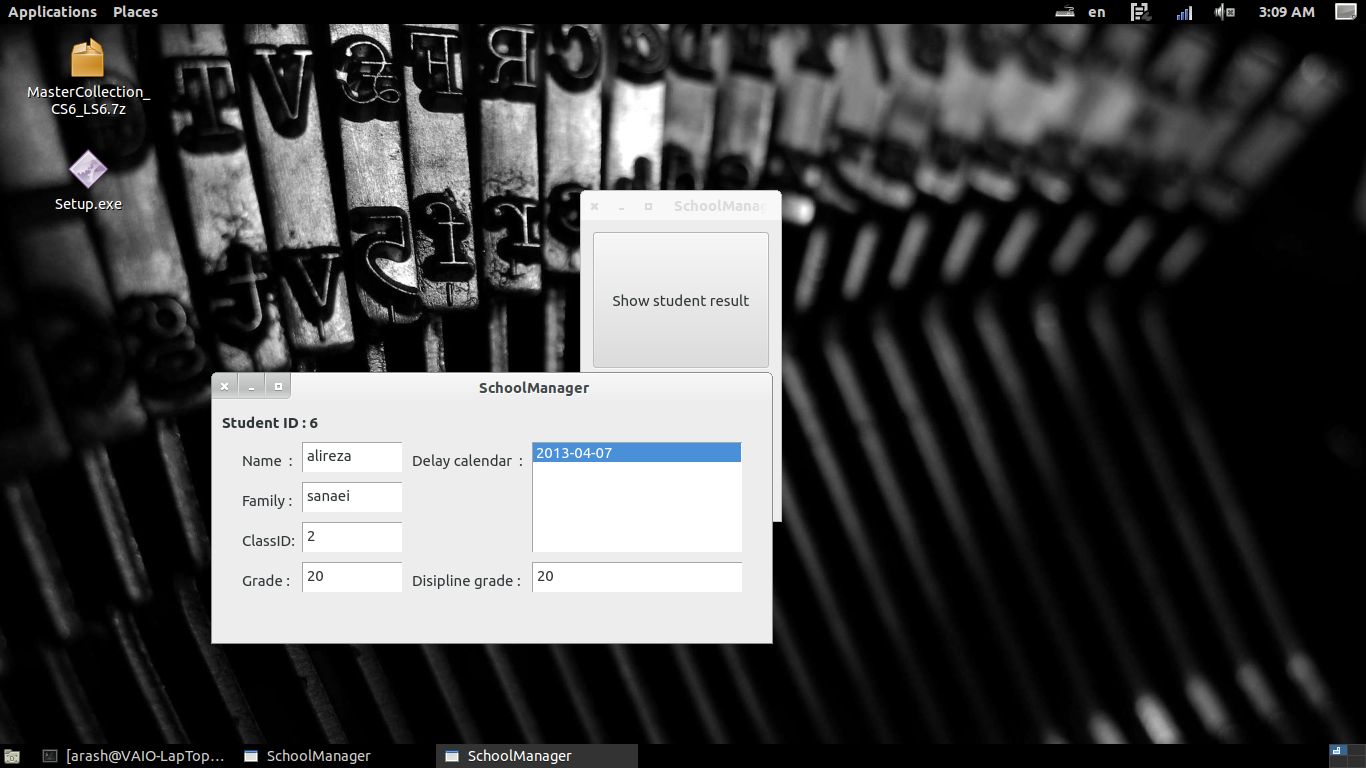 Applications Places
en
3:09 AM
MasterCollection_
CS6_LS6.7z
Setup.exe
SchoolManag
Show student result
SchoolManager
Student ID : 6
Name :
alireza
Delay calendar :
2013-04-07
Family :
sanaei
ClassID:
2
Grade :
20
Disipline grade :
20
[arash@VAIO-LapTop...
SchoolManager
SchoolManager